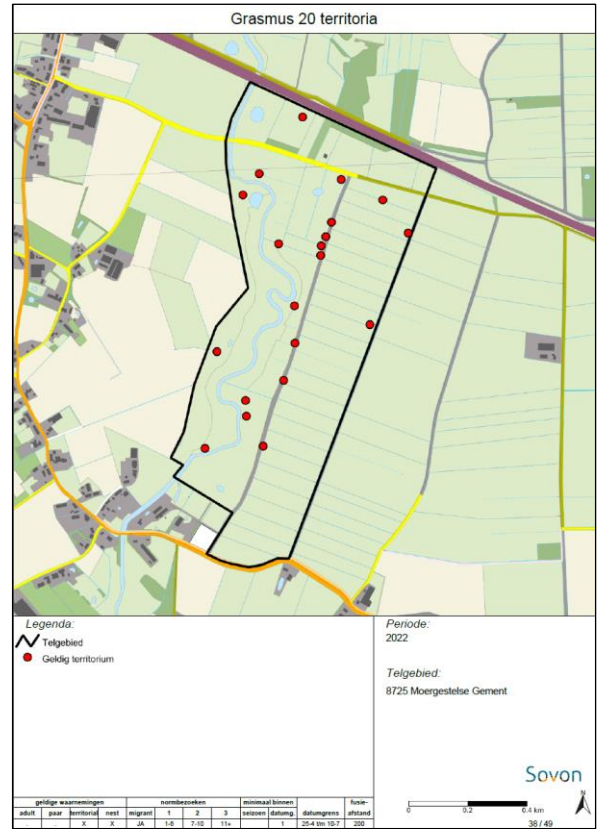 Grasmus 20 territoria
Legenda:
Telgebied
Geldig territorium
Periode:
2022
Telgebied:
8725 Moergestelse Gement
Sovon
geldige waarnemingen normbezoeken minimaal binnen fusie-
adult paar territorial nest migrant 1 2 3 seizoen datumg. datumgrens afstand
. . X X JA 1-6 7-10 11+ 1 25-4 t/m 10-7 200
0 0.2 0.4 km
38 / 49